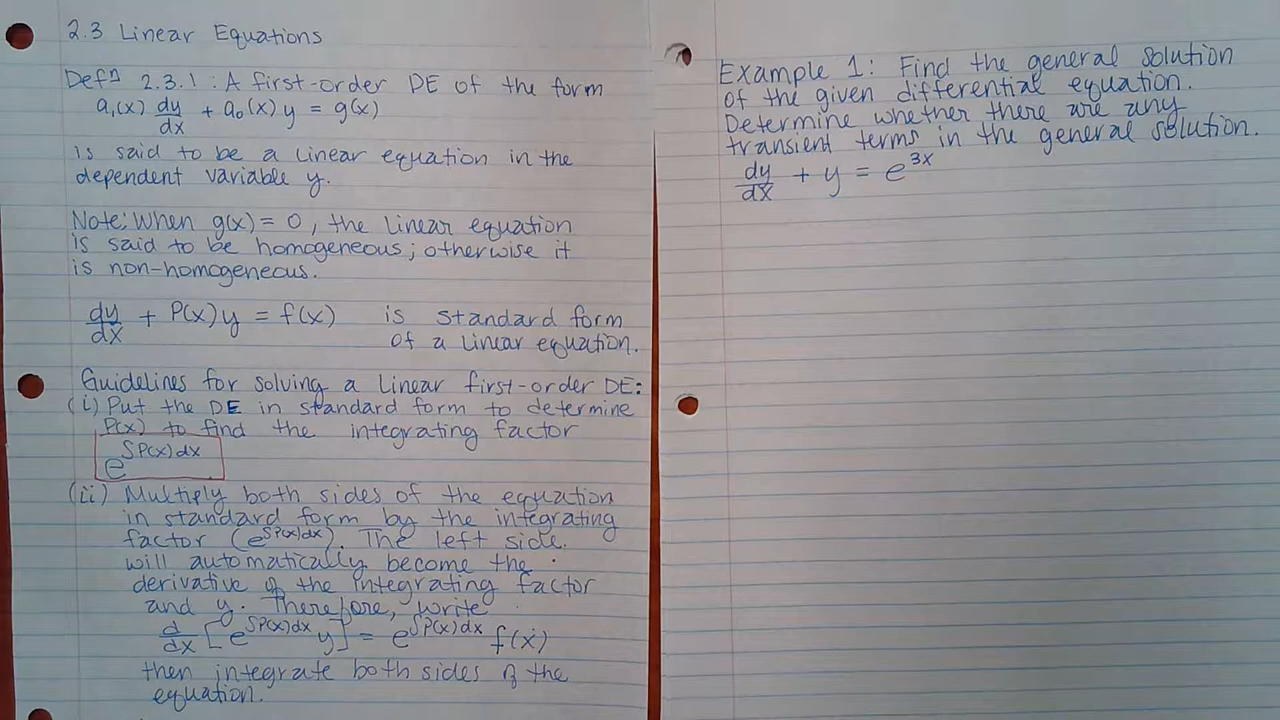 2.3 Linear Equations
Defⁿ 2.3.1: A first-order DE of the form
a₁(x) dy/dx + a₀(x) y = g(x)
is said to be a linear equation in the
dependent variable y.
Note: When g(x) = 0, the linear equation
is said to be homogeneous; otherwise it
is non-homogeneous.
dy/dx + P(x)y = f(x) is standard form
of a linear equation.
Guidelines for solving a linear first-order DE:
(i) Put the DE in standard form to determine
P(x) to find the integrating factor
e^∫P(x)dx
(ii) Multiply both sides of the equation
in standard form by the integrating
factor (e^∫P(x)dx). The left side
will automatically become the
derivative of the integrating factor
and y. Therefore, write
d/dx [e^∫P(x)dx y] = e^∫P(x)dx f(x)
then integrate both sides of the
equation.
Example 1: Find the general solution
of the given differential equation.
Determine whether there are any
transient terms in the general solution.
dy/dx + y = e^3x